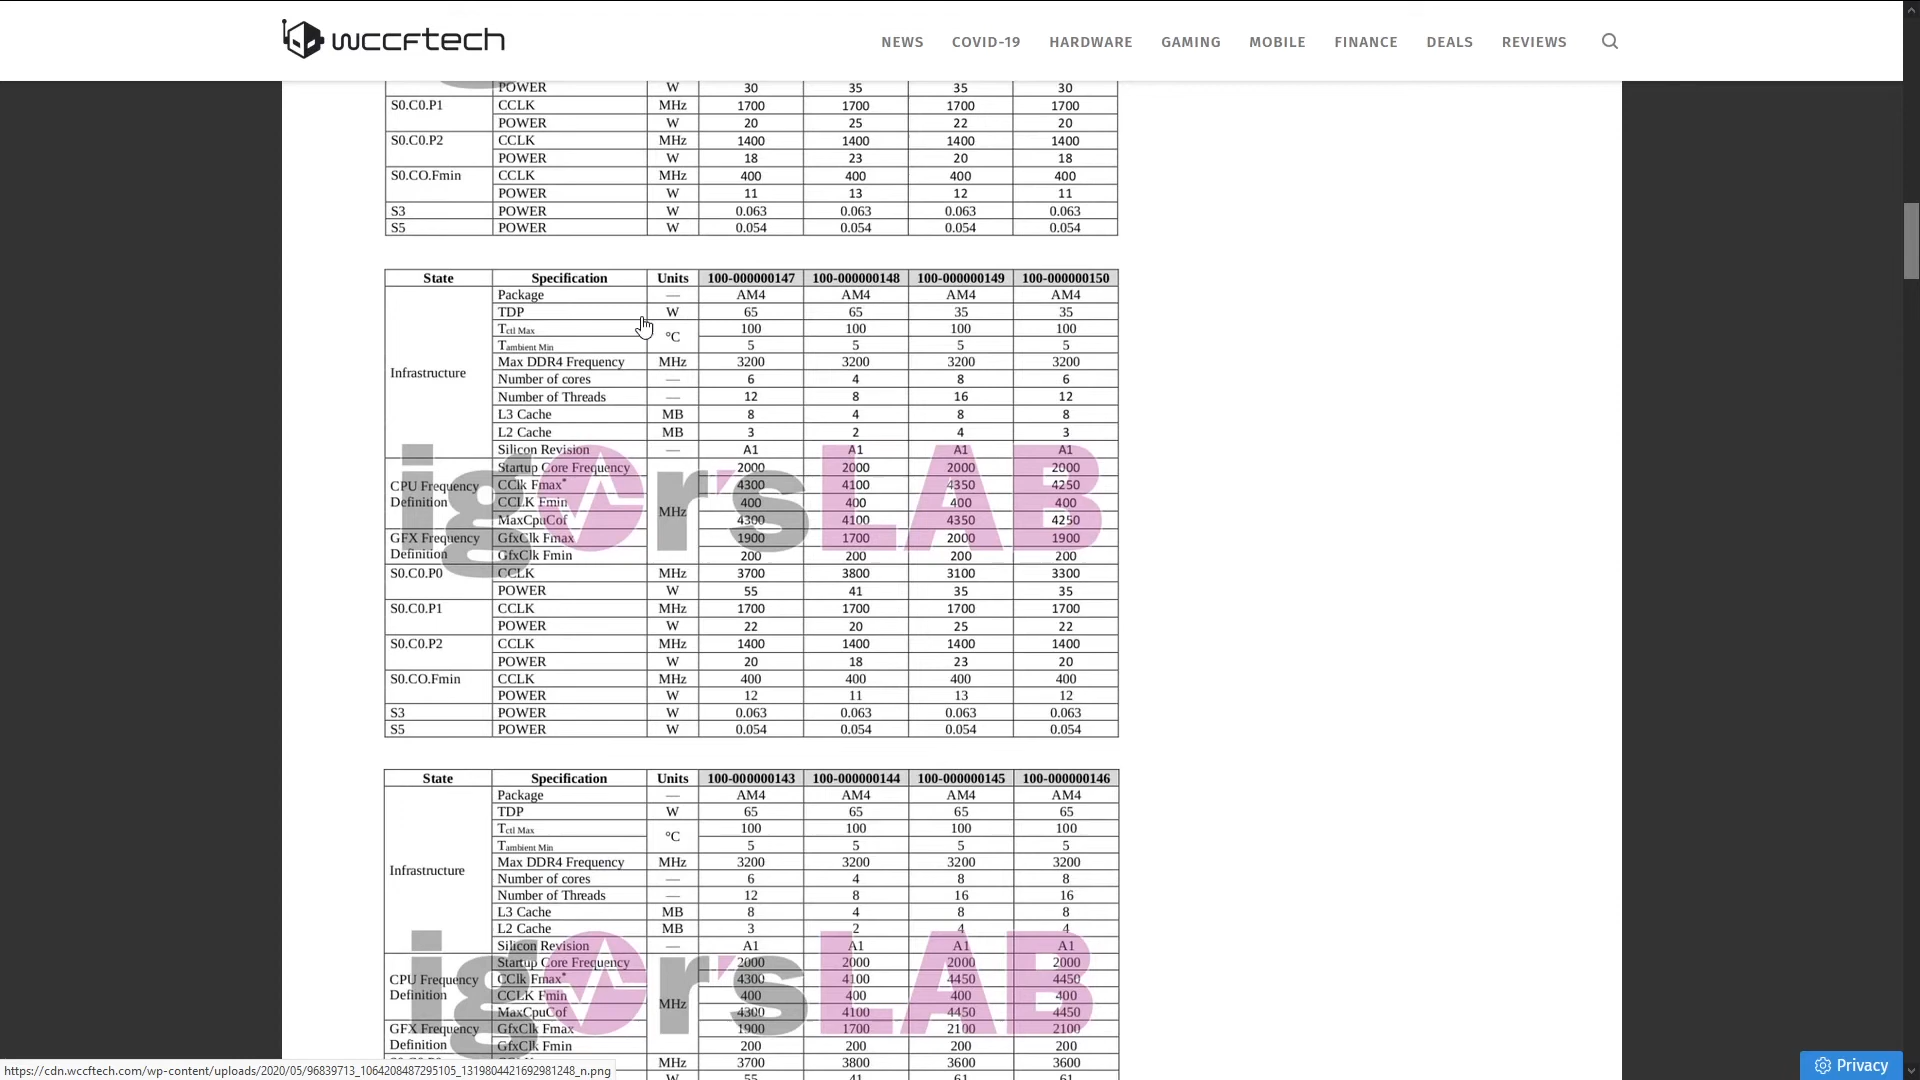 wccftech NEWS COVID-19 HARDWARE GAMING MOBILE FINANCE DEALS REVIEWS
POWER W 30 35 35 30
S0.C0.P1 CCLK MHz 1700 1700 1700 1700
POWER W 20 25 22 20
S0.C0.P2 CCLK MHz 1400 1400 1400 1400
POWER W 18 23 20 18
S0.CO.Fmin CCLK MHz 400 400 400 400
POWER W 11 13 12 11
S3 POWER W 0.063 0.063 0.063 0.063
S5 POWER W 0.054 0.054 0.054 0.054
State Specification Units 100-000000147 100-000000148 100-000000149 100-000000150
Package — AM4 AM4 AM4 AM4
TDP W 65 65 35 35
Tctl Max °C 100 100 100 100
Tambient Min 5 5 5 5
Max DDR4 Frequency MHz 3200 3200 3200 3200
Infrastructure Number of cores — 6 4 8 6
Number of Threads — 12 8 16 12
L3 Cache MB 8 4 8 8
L2 Cache MB 3 2 4 3
Silicon Revision — A1 A1 A1 A1
Startup Core Frequency 2000 2000 2000 2000
CPU Frequency Definition CClk Fmax* 4300 4100 4350 4250
CCLK Fmin MHz 400 400 400 400
MaxCpuCof 4300 4100 4350 4250
GFX Frequency Definition GfxClk Fmax 1900 1700 2000 1900
GfxClk Fmin 200 200 200 200
igor'sLAB
S0.C0.P0 CCLK MHz 3700 3800 3100 3300
POWER W 55 41 35 35
S0.C0.P1 CCLK MHz 1700 1700 1700 1700
POWER W 22 20 25 22
S0.C0.P2 CCLK MHz 1400 1400 1400 1400
POWER W 20 18 23 20
S0.CO.Fmin CCLK MHz 400 400 400 400
POWER W 12 11 13 12
S3 POWER W 0.063 0.063 0.063 0.063
S5 POWER W 0.054 0.054 0.054 0.054
State Specification Units 100-000000143 100-000000144 100-000000145 100-000000146
Package — AM4 AM4 AM4 AM4
TDP W 65 65 65 65
Tctl Max °C 100 100 100 100
Tambient Min 5 5 5 5
Max DDR4 Frequency MHz 3200 3200 3200 3200
Infrastructure Number of cores — 6 4 8 8
Number of Threads — 12 8 16 16
L3 Cache MB 8 4 8 8
L2 Cache MB 3 2 4 4
Silicon Revision — A1 A1 A1 A1
Startup Core Frequency 2000 2000 2000 2000
CPU Frequency Definition CClk Fmax* 4300 4100 4450 4450
CCLK Fmin MHz 400 400 400 400
MaxCpuCof 4300 4100 4450 4450
GFX Frequency Definition GfxClk Fmax 1900 1700 2100 2100
GfxClk Fmin 200 200 200 200
igor'sLAB
MHz 3700 3800 3600 3600
W 55 41 61 61
https://cdn.wccftech.com/wp-content/uploads/2020/05/96839713_1064208487295105_1319804421692981248_n.png
Privacy